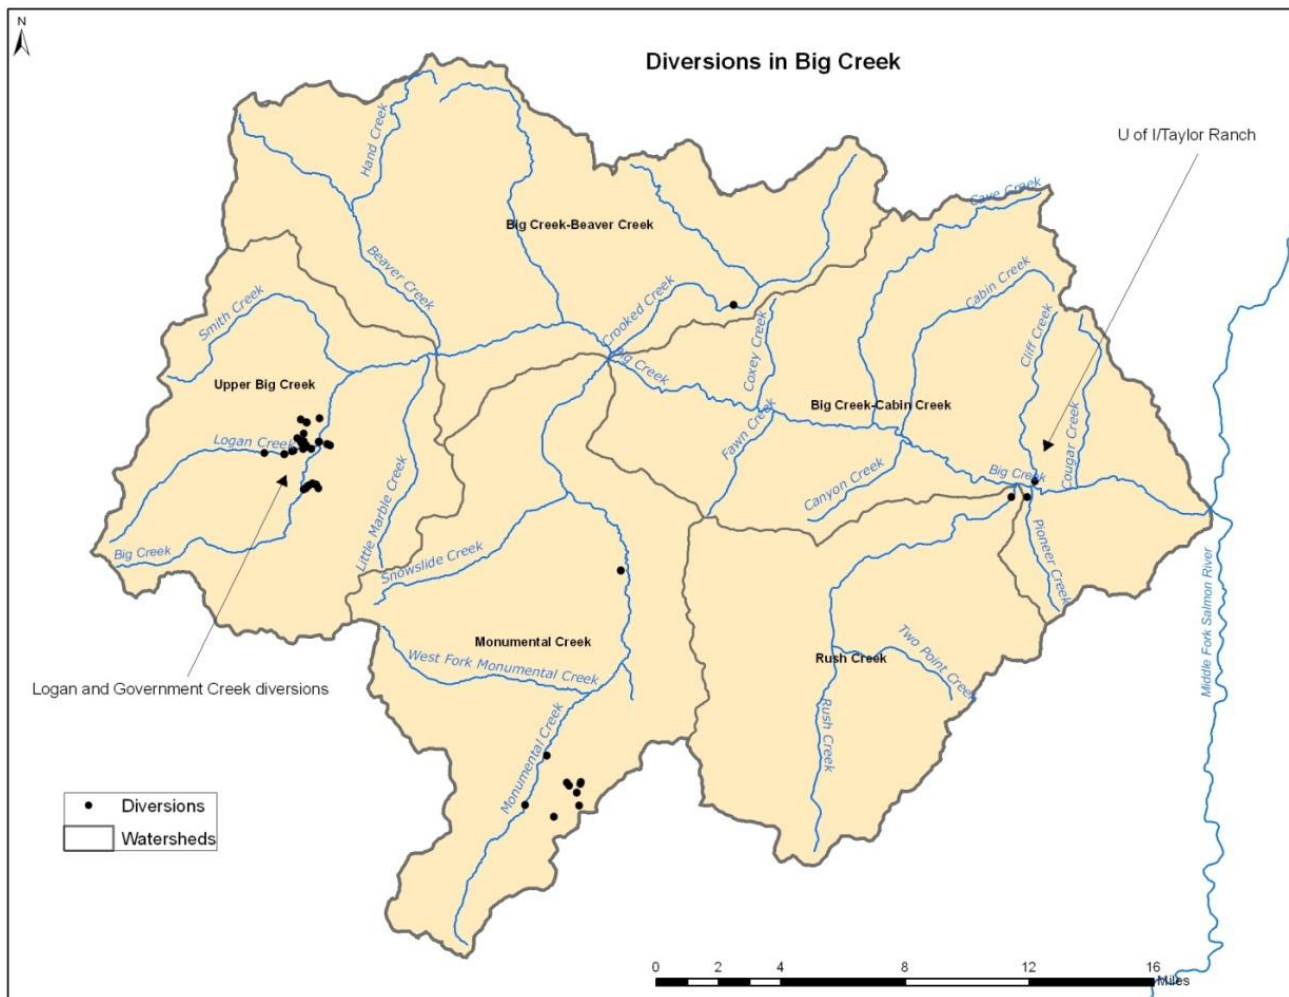 N
Diversions in Big Creek
U of I/Taylor Ranch
Hand Creek
Cave Creek
Big Creek-Beaver Creek
Beaver Creek
Cabin Creek
Crooked Creek
Smith Creek
Cliff Creek
Coxey Creek
Big Creek
Upper Big Creek
Big Creek-Cabin Creek
Fawn Creek
Cougar Creek
Logan Creek
Big Creek
Canyon Creek
Little Marble Creek
Big Creek
Snowslide Creek
Pioneer Creek
Middle Fork Salmon River
Monumental Creek
West Fork Monumental Creek
Rush Creek
Two Point Creek
Logan and Government Creek diversions
Rush Creek
Monumental Creek
Diversions
Watersheds
0 2 4 8 12 16
Miles